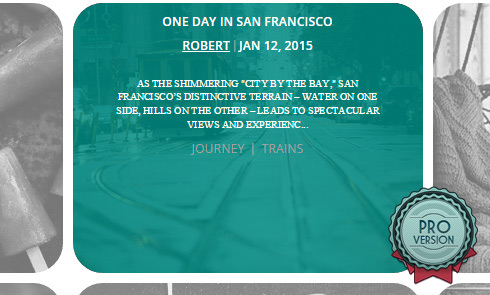 ONE DAY IN SAN FRANCISCO
ROBERT | JAN 12, 2015
AS THE SHIMMERING "CITY BY THE BAY," SAN
FRANCISCO'S DISTINCTIVE TERRAIN – WATER ON ONE
SIDE, HILLS ON THE OTHER – LEADS TO SPECTACULAR
VIEWS AND EXPERIENC...
JOURNEY | TRAINS
PRO
VERSION